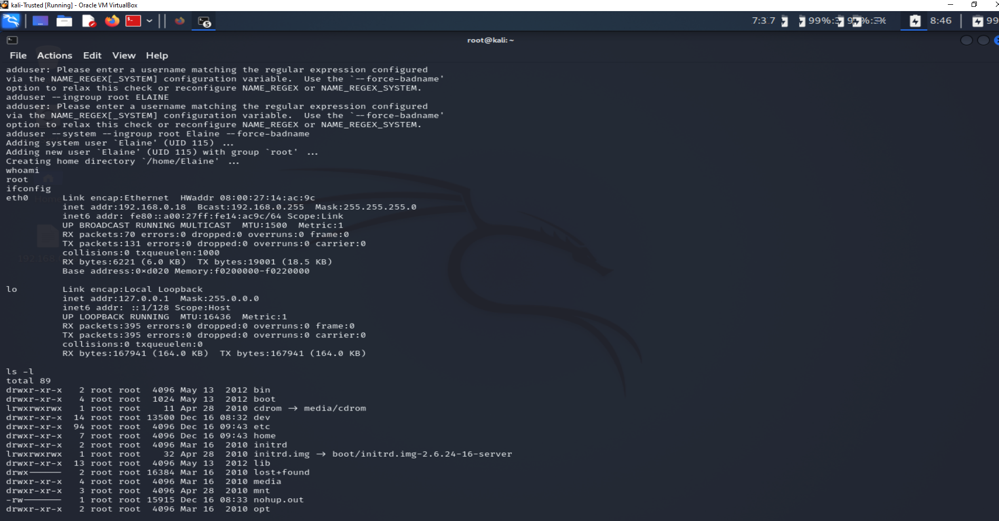 kali-Trusted [Running] - Oracle VM VirtualBox
5
8:46
99
root@kali: ~
File Actions Edit View Help
adduser: Please enter a username matching the regular expression configured
via the NAME_REGEX[_SYSTEM] configuration variable.  Use the `--force-badname'
option to relax this check or reconfigure NAME_REGEX or NAME_REGEX_SYSTEM.
adduser --ingroup root ELAINE
adduser: Please enter a username matching the regular expression configured
via the NAME_REGEX[_SYSTEM] configuration variable.  Use the `--force-badname'
option to relax this check or reconfigure NAME_REGEX or NAME_REGEX_SYSTEM.
adduser --system --ingroup root Elaine --force-badname
Adding system user `Elaine' (UID 115) ...
Adding new user `Elaine' (UID 115) with group `root' ...
Creating home directory `/home/Elaine' ...
whoami
root
ifconfig
eth0      Link encap:Ethernet  HWaddr 08:00:27:14:ac:9c
          inet addr:192.168.0.18  Bcast:192.168.0.255  Mask:255.255.255.0
          inet6 addr: fe80::a00:27ff:fe14:ac9c/64 Scope:Link
          UP BROADCAST RUNNING MULTICAST  MTU:1500  Metric:1
          RX packets:70 errors:0 dropped:0 overruns:0 frame:0
          TX packets:131 errors:0 dropped:0 overruns:0 carrier:0
          collisions:0 txqueuelen:1000
          RX bytes:6221 (6.0 KB)  TX bytes:19001 (18.5 KB)
          Base address:0×d020 Memory:f0200000-f0220000
lo        Link encap:Local Loopback
          inet addr:127.0.0.1  Mask:255.0.0.0
          inet6 addr: ::1/128 Scope:Host
          UP LOOPBACK RUNNING  MTU:16436  Metric:1
          RX packets:395 errors:0 dropped:0 overruns:0 frame:0
          TX packets:395 errors:0 dropped:0 overruns:0 carrier:0
          collisions:0 txqueuelen:0
          RX bytes:167941 (164.0 KB)  TX bytes:167941 (164.0 KB)
ls -l
total 89
drwxr-xr-x   2 root root  4096 May 13  2012 bin
drwxr-xr-x   4 root root  1024 May 13  2012 boot
lrwxrwxrwx   1 root root    11 Apr 28  2010 cdrom → media/cdrom
drwxr-xr-x  14 root root 13500 Dec 16 08:32 dev
drwxr-xr-x  94 root root  4096 Dec 16 09:43 etc
drwxr-xr-x   7 root root  4096 Dec 16 09:43 home
drwxr-xr-x   2 root root  4096 Mar 16  2010 initrd
lrwxrwxrwx   1 root root    32 Apr 28  2010 initrd.img → boot/initrd.img-2.6.24-16-server
drwxr-xr-x  13 root root  4096 May 13  2012 lib
drwx------   2 root root 16384 Mar 16  2010 lost+found
drwxr-xr-x   4 root root  4096 Mar 16  2010 media
drwxr-xr-x   3 root root  4096 Apr 28  2010 mnt
-rw-------   1 root root 15915 Dec 16 08:33 nohup.out
drwxr-xr-x   2 root root  4096 Mar 16  2010 opt